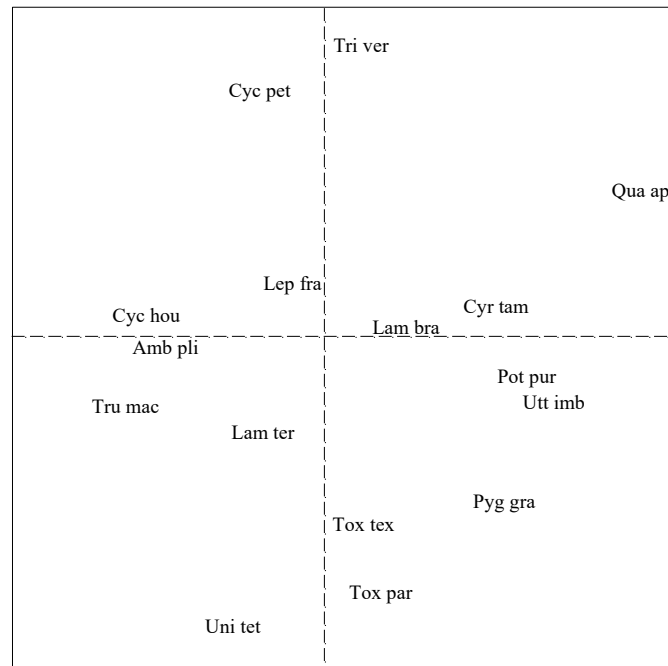 Tri ver
Cyc pet
Qua ap
Lep fra
Cyr tam
Cyc hou
Lam bra
Amb pli
Pot pur
Utt imb
Tru mac
Lam ter
Pyg gra
Tox tex
Tox par
Uni tet